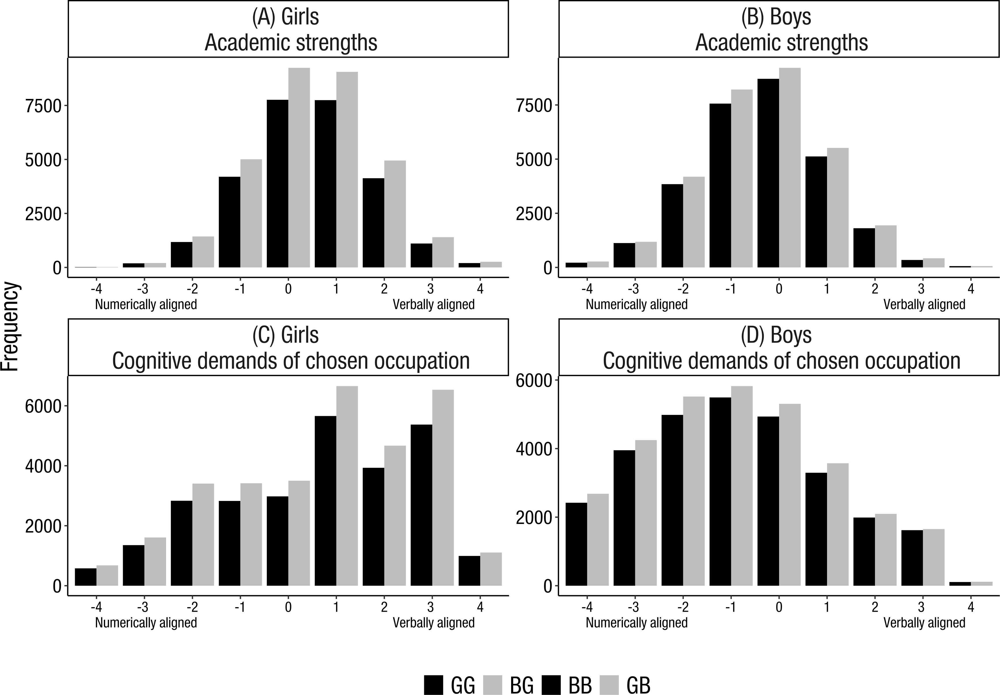 (A) Girls
Academic strengths
(B) Boys
Academic strengths
Frequency
7500
5000
2500
0
-4 -3 -2 -1 0 1 2 3 4
Numerically aligned Verbally aligned
7500
5000
2500
0
-4 -3 -2 -1 0 1 2 3 4
Numerically aligned Verbally aligned
(C) Girls
Cognitive demands of chosen occupation
(D) Boys
Cognitive demands of chosen occupation
6000
4000
2000
0
-4 -3 -2 -1 0 1 2 3 4
Numerically aligned Verbally aligned
6000
4000
2000
0
-4 -3 -2 -1 0 1 2 3 4
Numerically aligned Verbally aligned
GG BG BB GB